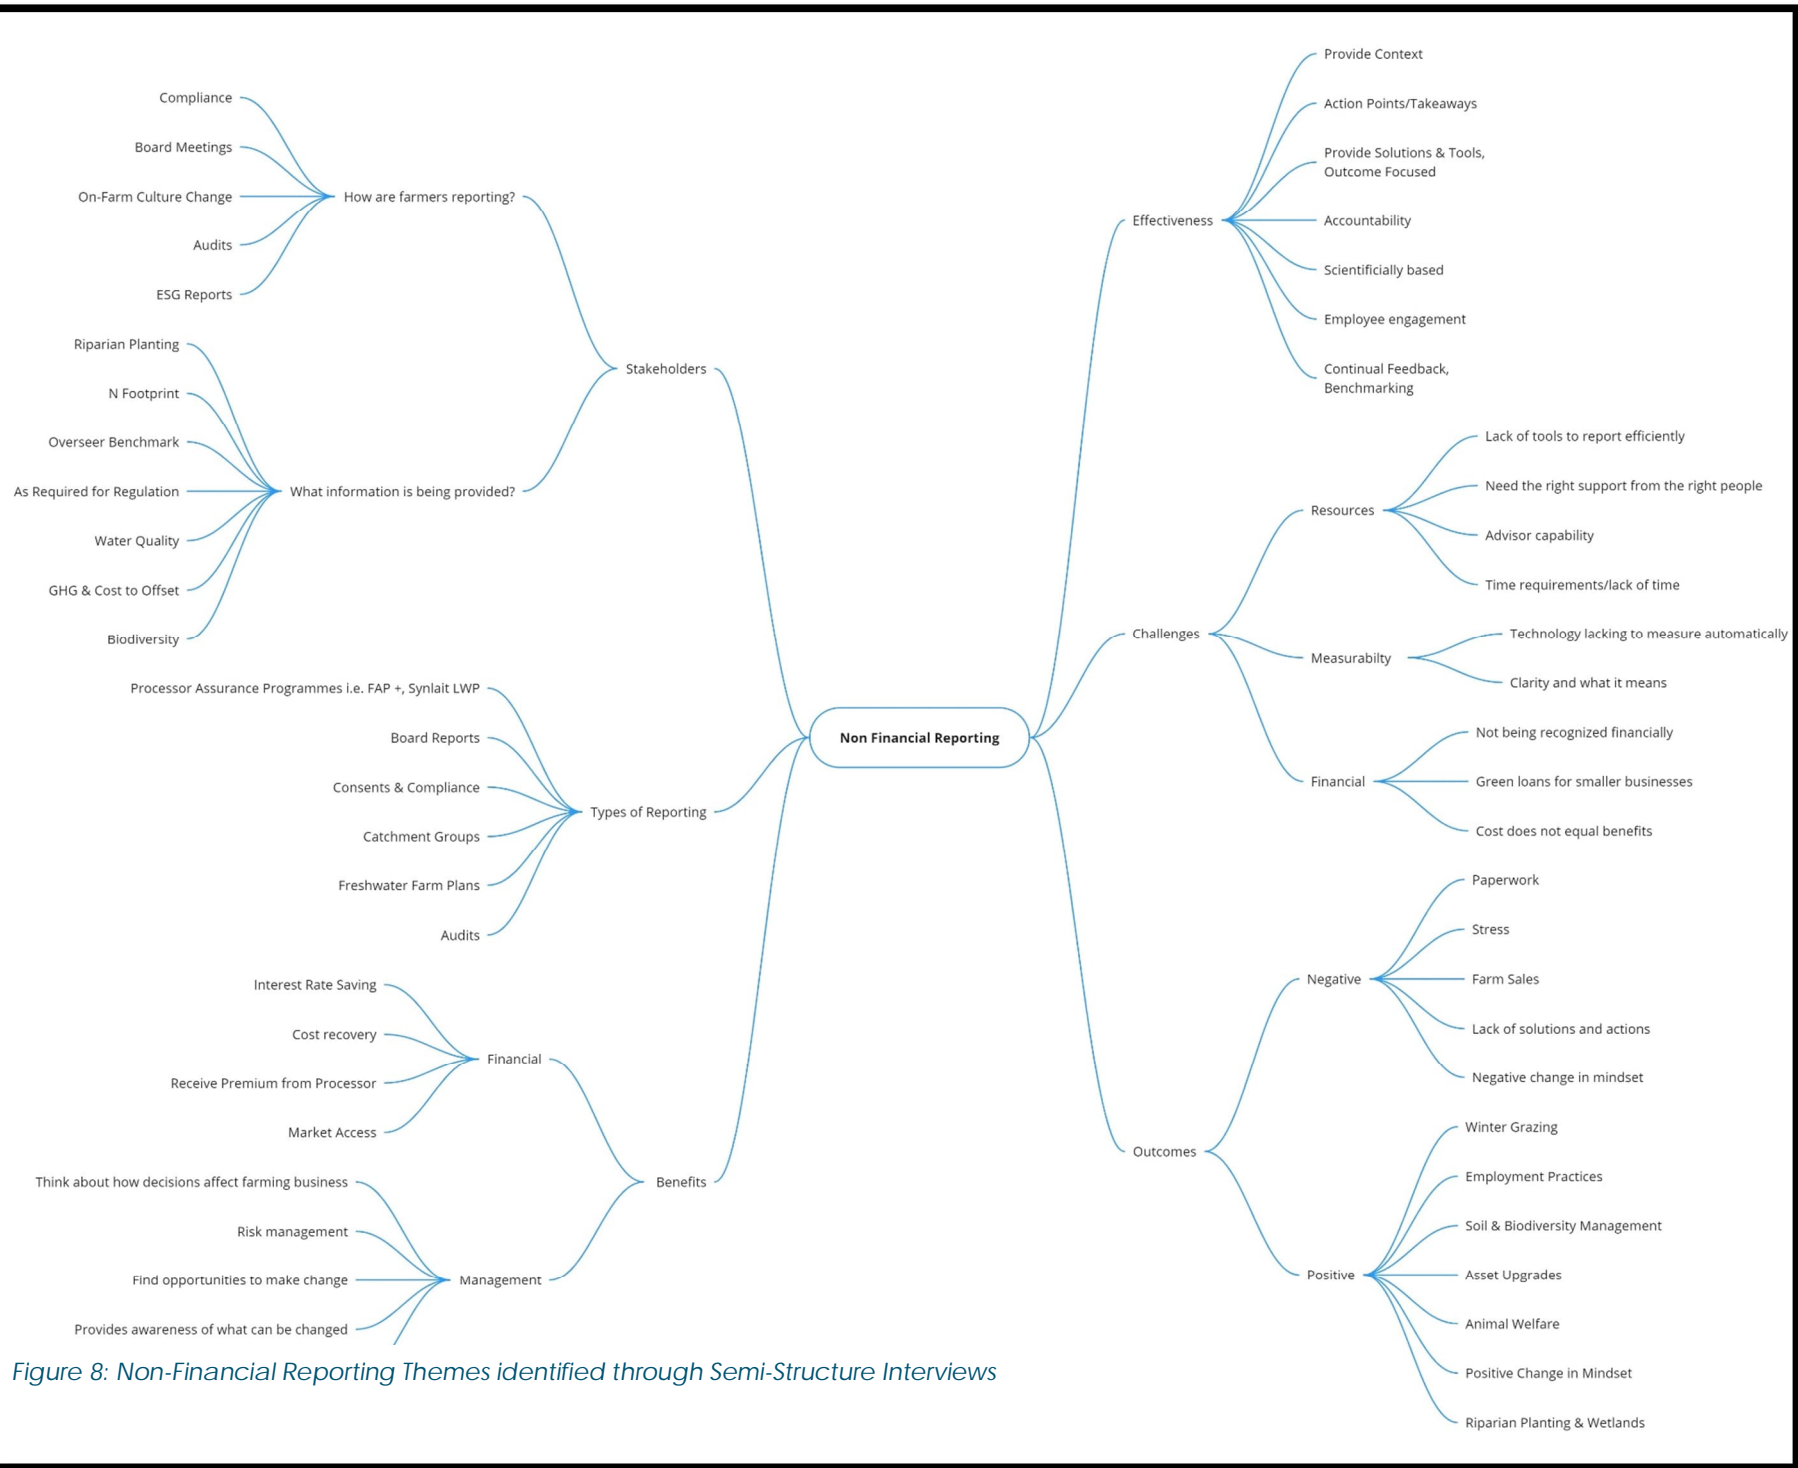 Compliance
Board Meetings
On-Farm Culture Change
Audits
ESG Reports
How are farmers reporting?
Riparian Planting
N Footprint
Overseer Benchmark
As Required for Regulation
Water Quality
GHG & Cost to Offset
Biodiversity
What information is being provided?
Stakeholders
Processor Assurance Programmes i.e. FAP +, Synlait LWP
Board Reports
Consents & Compliance
Catchment Groups
Freshwater Farm Plans
Audits
Types of Reporting
Interest Rate Saving
Cost recovery
Receive Premium from Processor
Market Access
Financial
Think about how decisions affect farming business
Risk management
Find opportunities to make change
Provides awareness of what can be changed
Management
Benefits
Non Financial Reporting
Effectiveness
Provide Context
Action Points/Takeaways
Provide Solutions & Tools,
Outcome Focused
Accountability
Scientificially based
Employee engagement
Continual Feedback,
Benchmarking
Challenges
Resources
Lack of tools to report efficiently
Need the right support from the right people
Advisor capability
Time requirements/lack of time
Measurabilty
Technology lacking to measure automatically
Clarity and what it means
Financial
Not being recognized financially
Green loans for smaller businesses
Cost does not equal benefits
Outcomes
Negative
Paperwork
Stress
Farm Sales
Lack of solutions and actions
Negative change in mindset
Positive
Winter Grazing
Employment Practices
Soil & Biodiversity Management
Asset Upgrades
Animal Welfare
Positive Change in Mindset
Riparian Planting & Wetlands
Figure 8: Non-Financial Reporting Themes identified through Semi-Structure Interviews